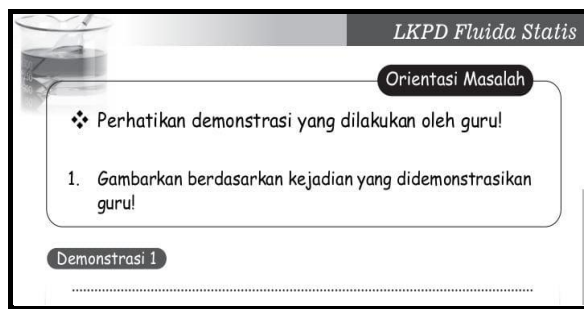 LKPD Fluida Statis
Orientasi Masalah
❖ Perhatikan demonstrasi yang dilakukan oleh guru!
1. Gambarkan berdasarkan kejadian yang didemonstrasikan
guru!
Demonstrasi 1
................................................................................................